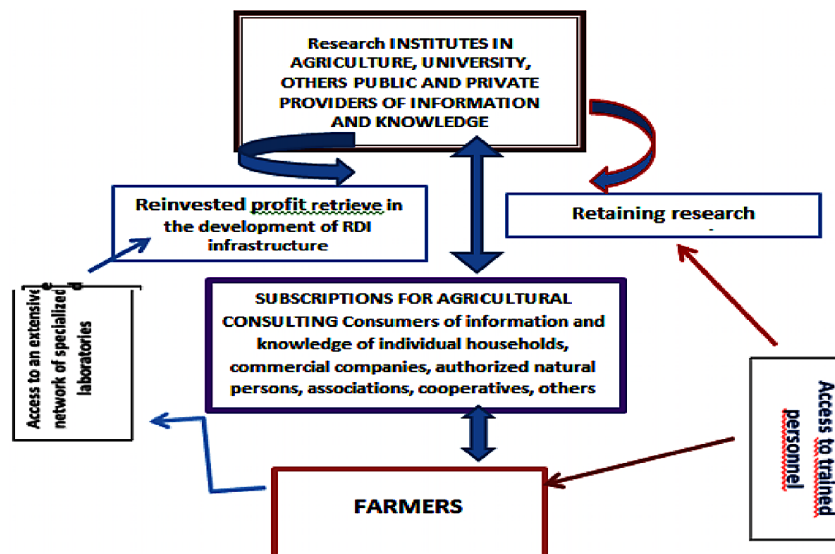 Research INSTITUTES IN
AGRICULTURE, UNIVERSITY,
OTHERS PUBLIC AND PRIVATE
PROVIDERS OF INFORMATION
AND KNOWLEDGE
Reinvested profit retrieve in
the development of RDI
infrastructure
Retaining research
SUBSCRIPTIONS FOR AGRICULTURAL
CONSULTING Consumers of information and
knowledge of individual households,
commercial companies, authorized natural
persons, associations, cooperatives, others
Access to an extensive
network of specialized
laboratories
Access to trained
personnel
FARMERS